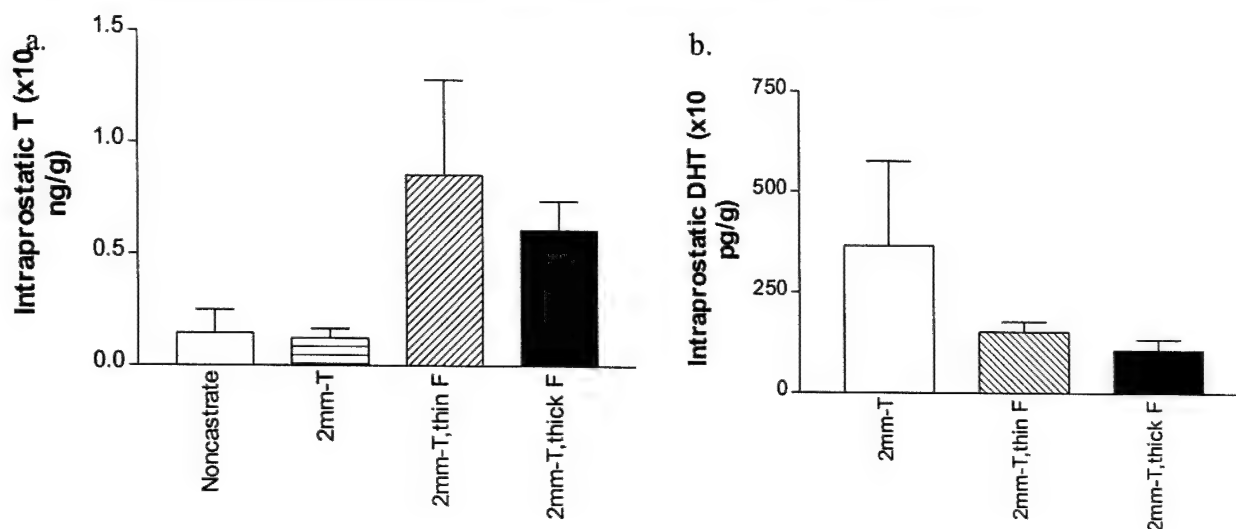 a.
Intraprostatic T (x10
ng/g)
1.5
1.0
0.5
0.0
Noncastrate
2mm-T
2mm-T,thin F
2mm-T,thick F
b.
Intraprostatic DHT (x10
pg/g)
750
500
250
0
2mm-T
2mm-T,thin F
2mm-T,thick F